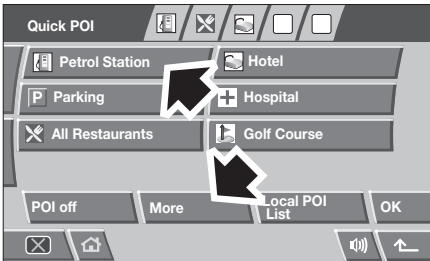 Quick POI
Petrol Station
Hotel
P Parking
Hospital
All Restaurants
Golf Course
POI off
More
Local POI
List
OK